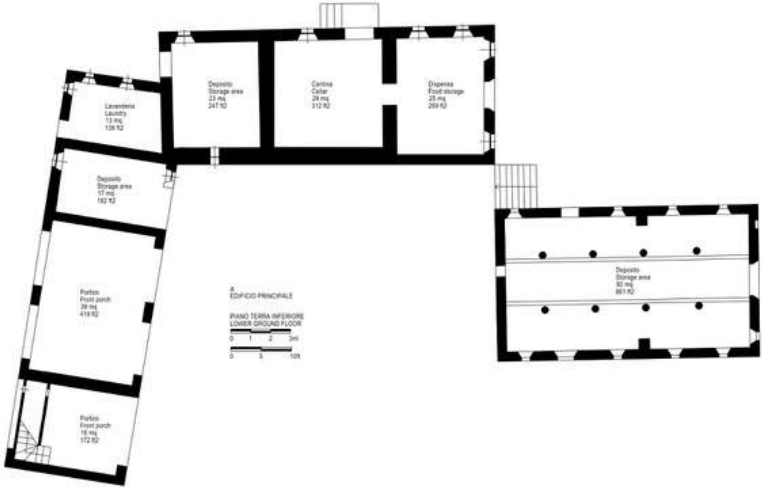 Deposito
Storage area
23 mq
247 ft2
Cantina
Cellar
29 mq
312 ft2
Dispensa
Food storage
25 mq
269 ft2
Lavanderia
Laundry
13 mq
139 ft2
Deposito
Storage area
17 mq
182 ft2
Portico
Front porch
39 mq
419 ft2
Portico
Front porch
16 mq
172 ft2
Deposito
Storage area
861 ft2
A
EDIFICIO PRINCIPALE
PIANO TERRA INFERIORE
LOWER GROUND FLOOR
0 1 2 3m
0 5 10ft